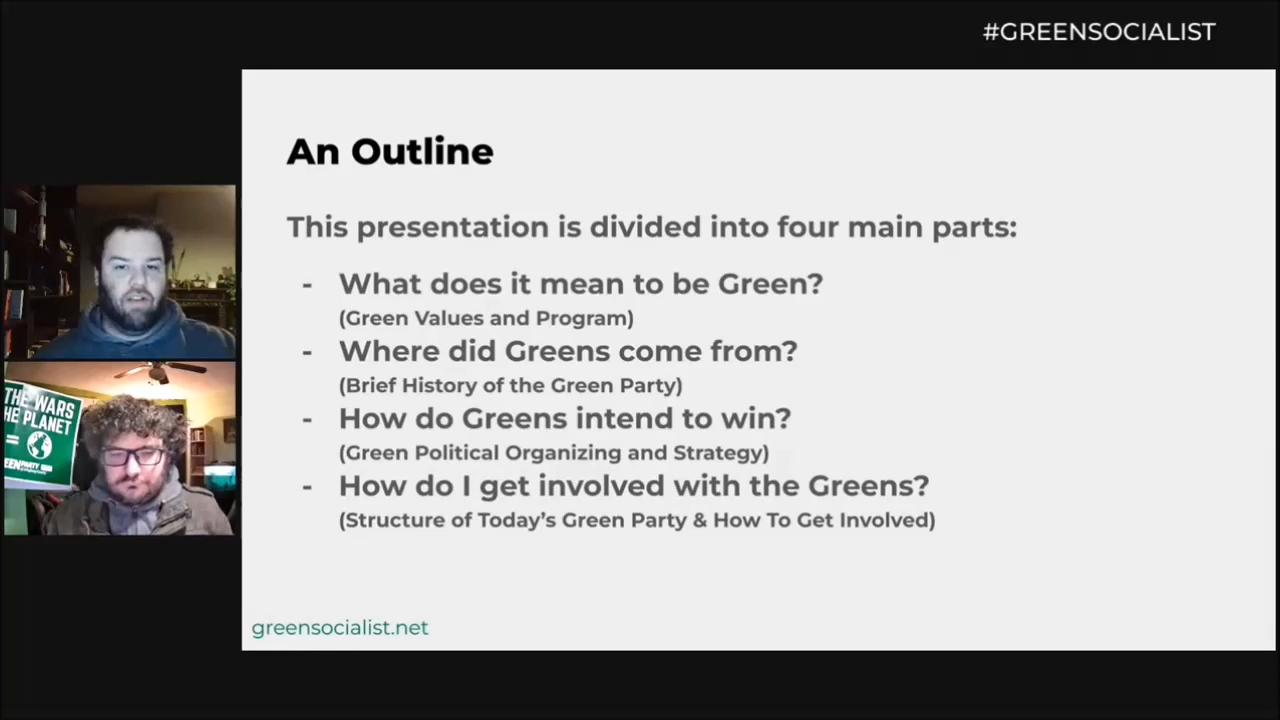 #GREENSOCIALIST
An Outline
This presentation is divided into four main parts:
- What does it mean to be Green?
(Green Values and Program)
- Where did Greens come from?
(Brief History of the Green Party)
- How do Greens intend to win?
(Green Political Organizing and Strategy)
- How do I get involved with the Greens?
(Structure of Today's Green Party & How To Get Involved)
THE WARS
HE PLANET
=
EENPARTY
greensocialist.net